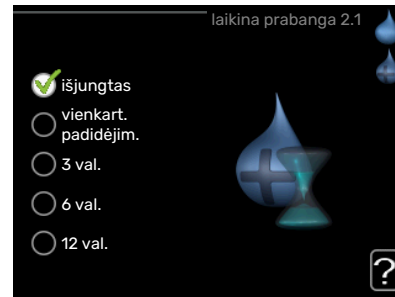 laikina prabanga 2.1
išjungtas
vienkart.
padidėjim.
3 val.
6 val.
12 val.
?